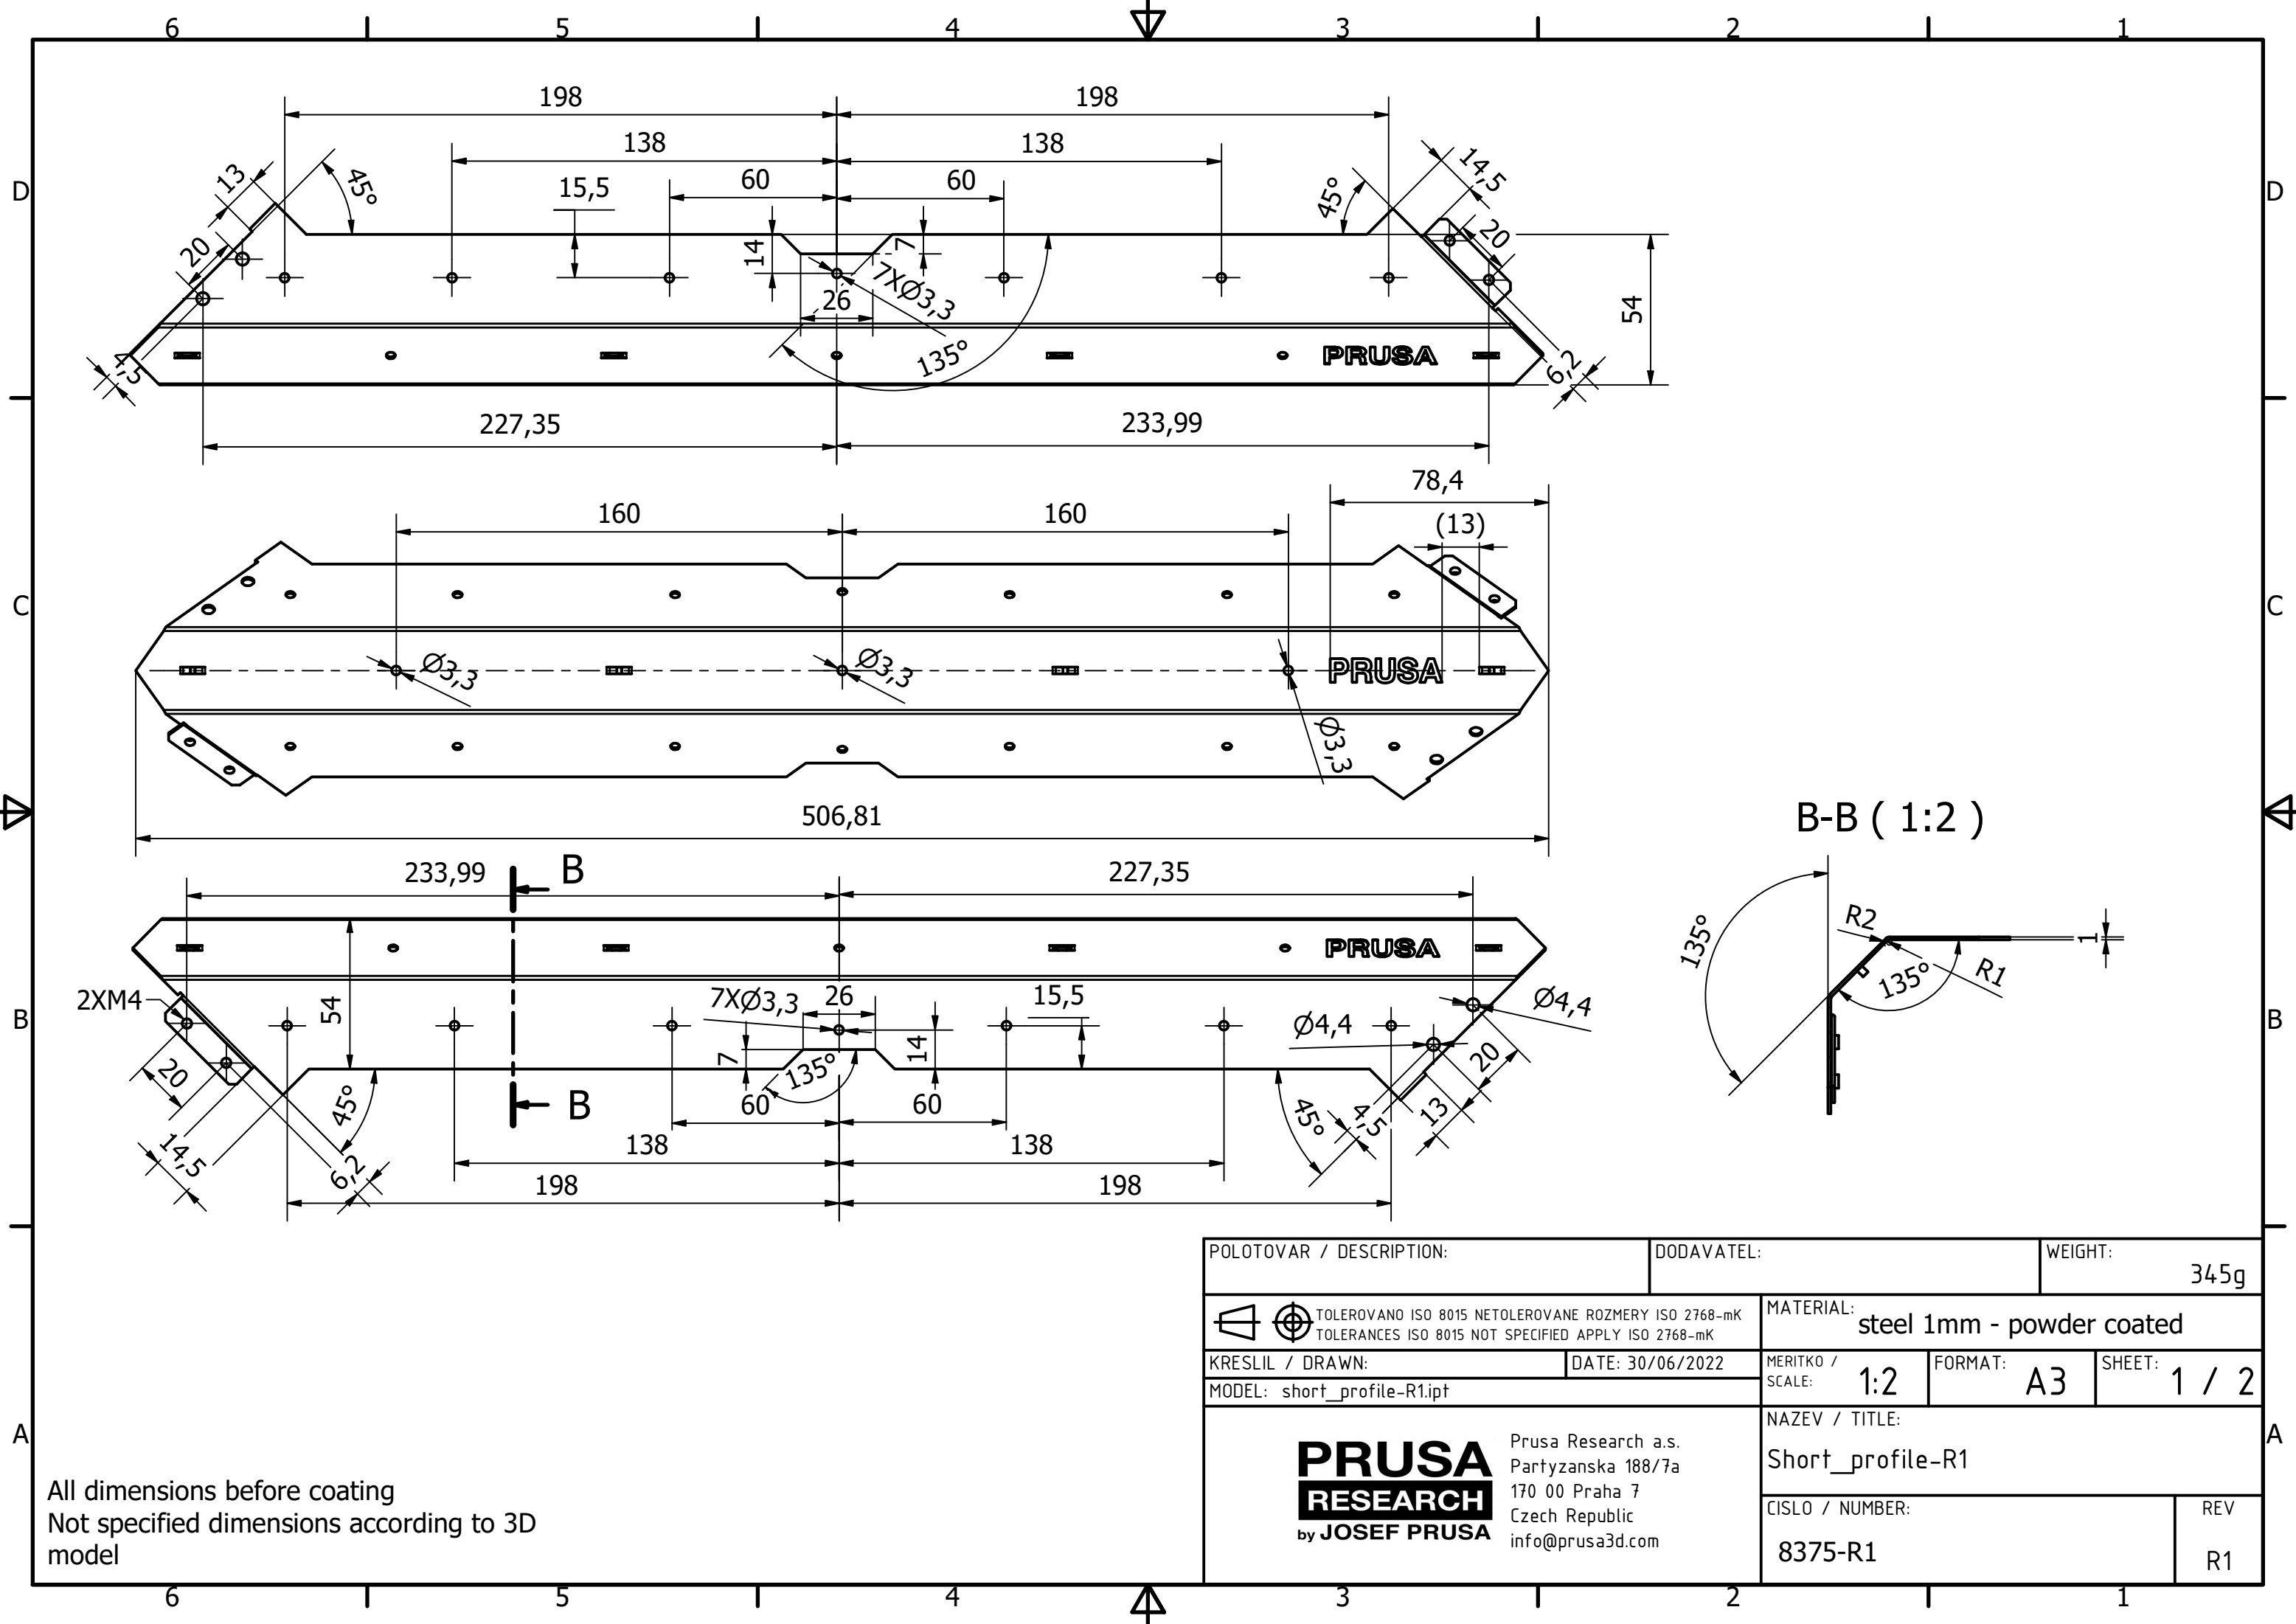 6 5 4 3 2 1
D D
C C
B B
A A
198 198
138 138
60 60
15,5
13
45°
20
14
7
26
7XØ3,3
135°
45°
14,5
20
54
4,5
6,2
PRUSA
227,35 233,99
78,4
(13)
160 160
Ø3,3 Ø3,3 Ø3,3
PRUSA
506,81
233,99 B 227,35
PRUSA
2XM4
54
7XØ3,3
26
15,5
Ø4,4
Ø4,4
7
135°
14
20
13
4,5
45°
20
45°
14,5
6,2
B
60 60
138 138
198 198
B-B ( 1:2 )
135°
R2
1
135°
R1
All dimensions before coating
Not specified dimensions according to 3D
model
POLOTOVAR / DESCRIPTION:
DODAVATEL:
WEIGHT:
345g
TOLEROVANO ISO 8015 NETOLEROVANE ROZMERY ISO 2768-mK
TOLERANCES ISO 8015 NOT SPECIFIED APPLY ISO 2768-mK
MATERIAL: steel 1mm - powder coated
KRESLIL / DRAWN:
DATE: 30/06/2022
MERITKO /
SCALE: 1:2
FORMAT: A3
SHEET: 1 / 2
MODEL: short_profile-R1.ipt
PRUSA
RESEARCH
by JOSEF PRUSA
Prusa Research a.s.
Partyzanska 188/7a
170 00 Praha 7
Czech Republic
info@prusa3d.com
NAZEV / TITLE:
Short_profile-R1
CISLO / NUMBER:
8375-R1
REV
R1
6 5 4 3 2 1